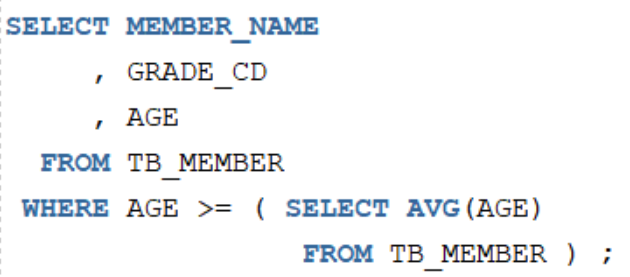 SELECT MEMBER_NAME
, GRADE_CD
, AGE
FROM TB_MEMBER
WHERE AGE >= ( SELECT AVG(AGE)
FROM TB_MEMBER ) ;